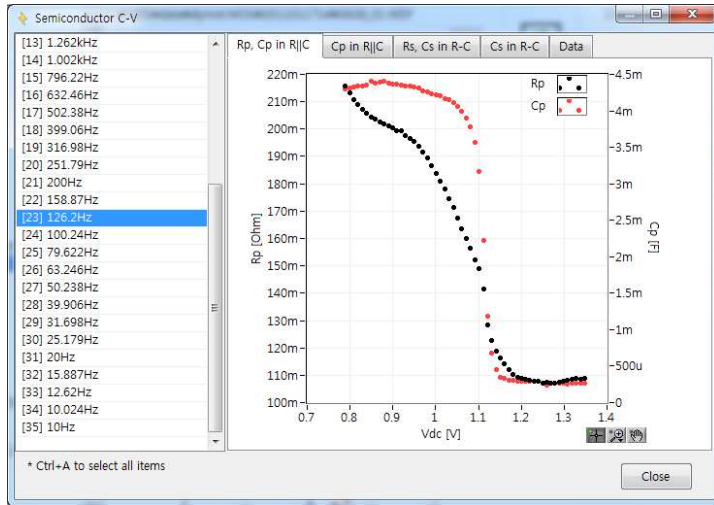 Semiconductor C-V
[13] 1.262kHz
[14] 1.002kHz
[15] 796.22Hz
[16] 632.46Hz
[17] 502.38Hz
[18] 399.06Hz
[19] 316.98Hz
[20] 251.79Hz
[21] 200Hz
[22] 158.87Hz
[23] 126.2Hz
[24] 100.24Hz
[25] 79.622Hz
[26] 63.246Hz
[27] 50.238Hz
[28] 39.906Hz
[29] 31.698Hz
[30] 25.179Hz
[31] 20Hz
[32] 15.887Hz
[33] 12.62Hz
[34] 10.024Hz
[35] 10Hz
* Ctrl+A to select all items
Rp, Cp in R||C
Cp in R||C
Rs, Cs in R-C
Cs in R-C
Data
220m
210m
200m
190m
180m
170m
160m
150m
140m
130m
120m
110m
100m
Rp [Ohm]
Rp
Cp
4.5m
4m
3.5m
3m
2.5m
2m
1.5m
1m
500u
0
Cp [F]
0.7
0.8
0.9
1
1.1
1.2
1.3
1.4
Vdc [V]
Close